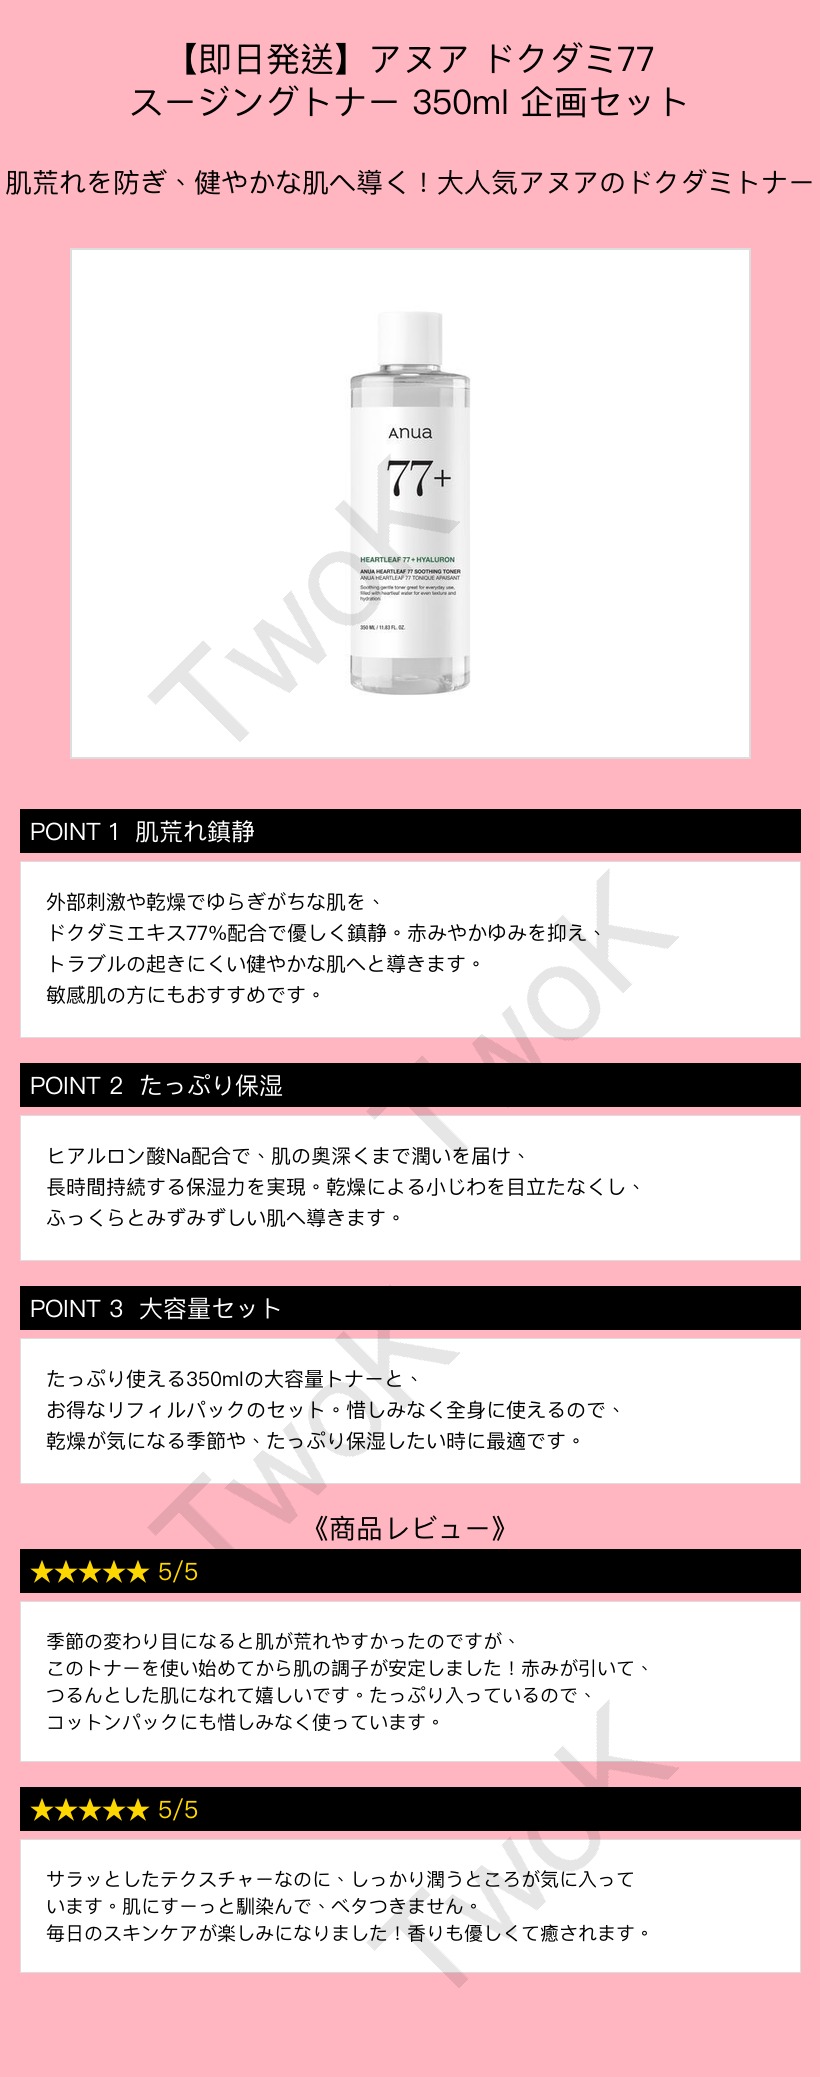 【即日発送】アヌア ドクダミ77
スージングトナー 350ml 企画セット
肌荒れを防ぎ、健やかな肌へ導く！大人気アヌアのドクダミトナー
Anua
77+
HEARTLEAF 77+ HYALURON
ANUA HEARTLEAF 77 SOOTHING TONER
ANUA HEARTLEAF 77 TONIQUE APAISANT
Soothing gentle toner great for everyday use,
filled with heartleaf water for even texture and
hydration.
350 ML / 11.83 FL. OZ.
TwoK
POINT 1 肌荒れ鎮静
外部刺激や乾燥でゆらぎがちな肌を、
ドクダミエキス77%配合で優しく鎮静。赤みやかゆみを抑え、
トラブルの起きにくい健やかな肌へと導きます。
敏感肌の方にもおすすめです。
TwoK
POINT 2 たっぷり保湿
ヒアルロン酸Na配合で、肌の奥深くまで潤いを届け、
長時間持続する保湿力を実現。乾燥による小じわを目立たなくし、
ふっくらとみずみずしい肌へ導きます。
POINT 3 大容量セット
たっぷり使える350mlの大容量トナーと、
お得なリフィルパックのセット。惜しみなく全身に使えるので、
乾燥が気になる季節や、たっぷり保湿したい時に最適です。
TwoK
《商品レビュー》
★★★★★ 5/5
季節の変わり目になると肌が荒れやすかったのですが、
このトナーを使い始めてから肌の調子が安定しました！赤みが引いて、
つるんとした肌になれて嬉しいです。たっぷり入っているので、
コットンパックにも惜しみなく使っています。
★★★★★ 5/5
サラッとしたテクスチャーなのに、しっかり潤うところが気に入って
います。肌にすーっと馴染んで、ベタつきません。
毎日のスキンケアが楽しみになりました！香りも優しくて癒されます。
TwoK